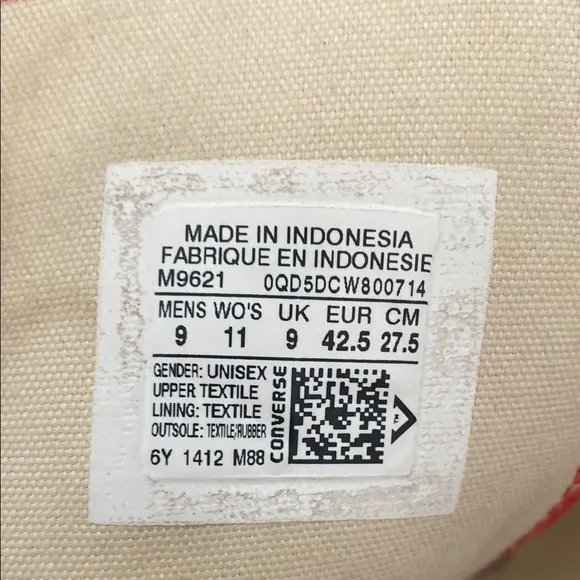 MADE IN INDONESIA
FABRIQUE EN INDONESIE
M9621 0QD5DCW800714
MENS WO'S UK EUR CM
9 11 9 42.5 27.5
GENDER: UNISEX
UPPER TEXTILE
LINING: TEXTILE
OUTSOLE: TEXTILE/RUBBER
6Y 1412 M88
CONVERSE